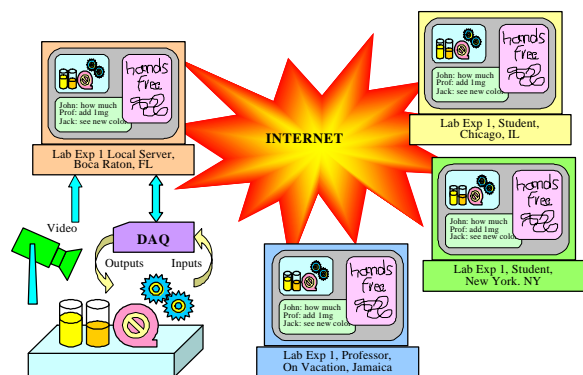 hands
free
John: how much
Prof: add 1mg
Jack: see new color
Lab Exp 1 Local Server,
Boca Raton, FL
INTERNET
hands
free
John: how much
Prof: add 1mg
Jack: see new color
Lab Exp 1, Student,
Chicago, IL
hands
free
John: how much
Prof: add 1mg
Jack: see new color
Lab Exp 1, Student,
New York. NY
Video
DAQ
Outputs
Inputs
hands
free
John: how much
Prof: add 1mg
Jack: see new color
Lab Exp 1, Professor,
On Vacation, Jamaica